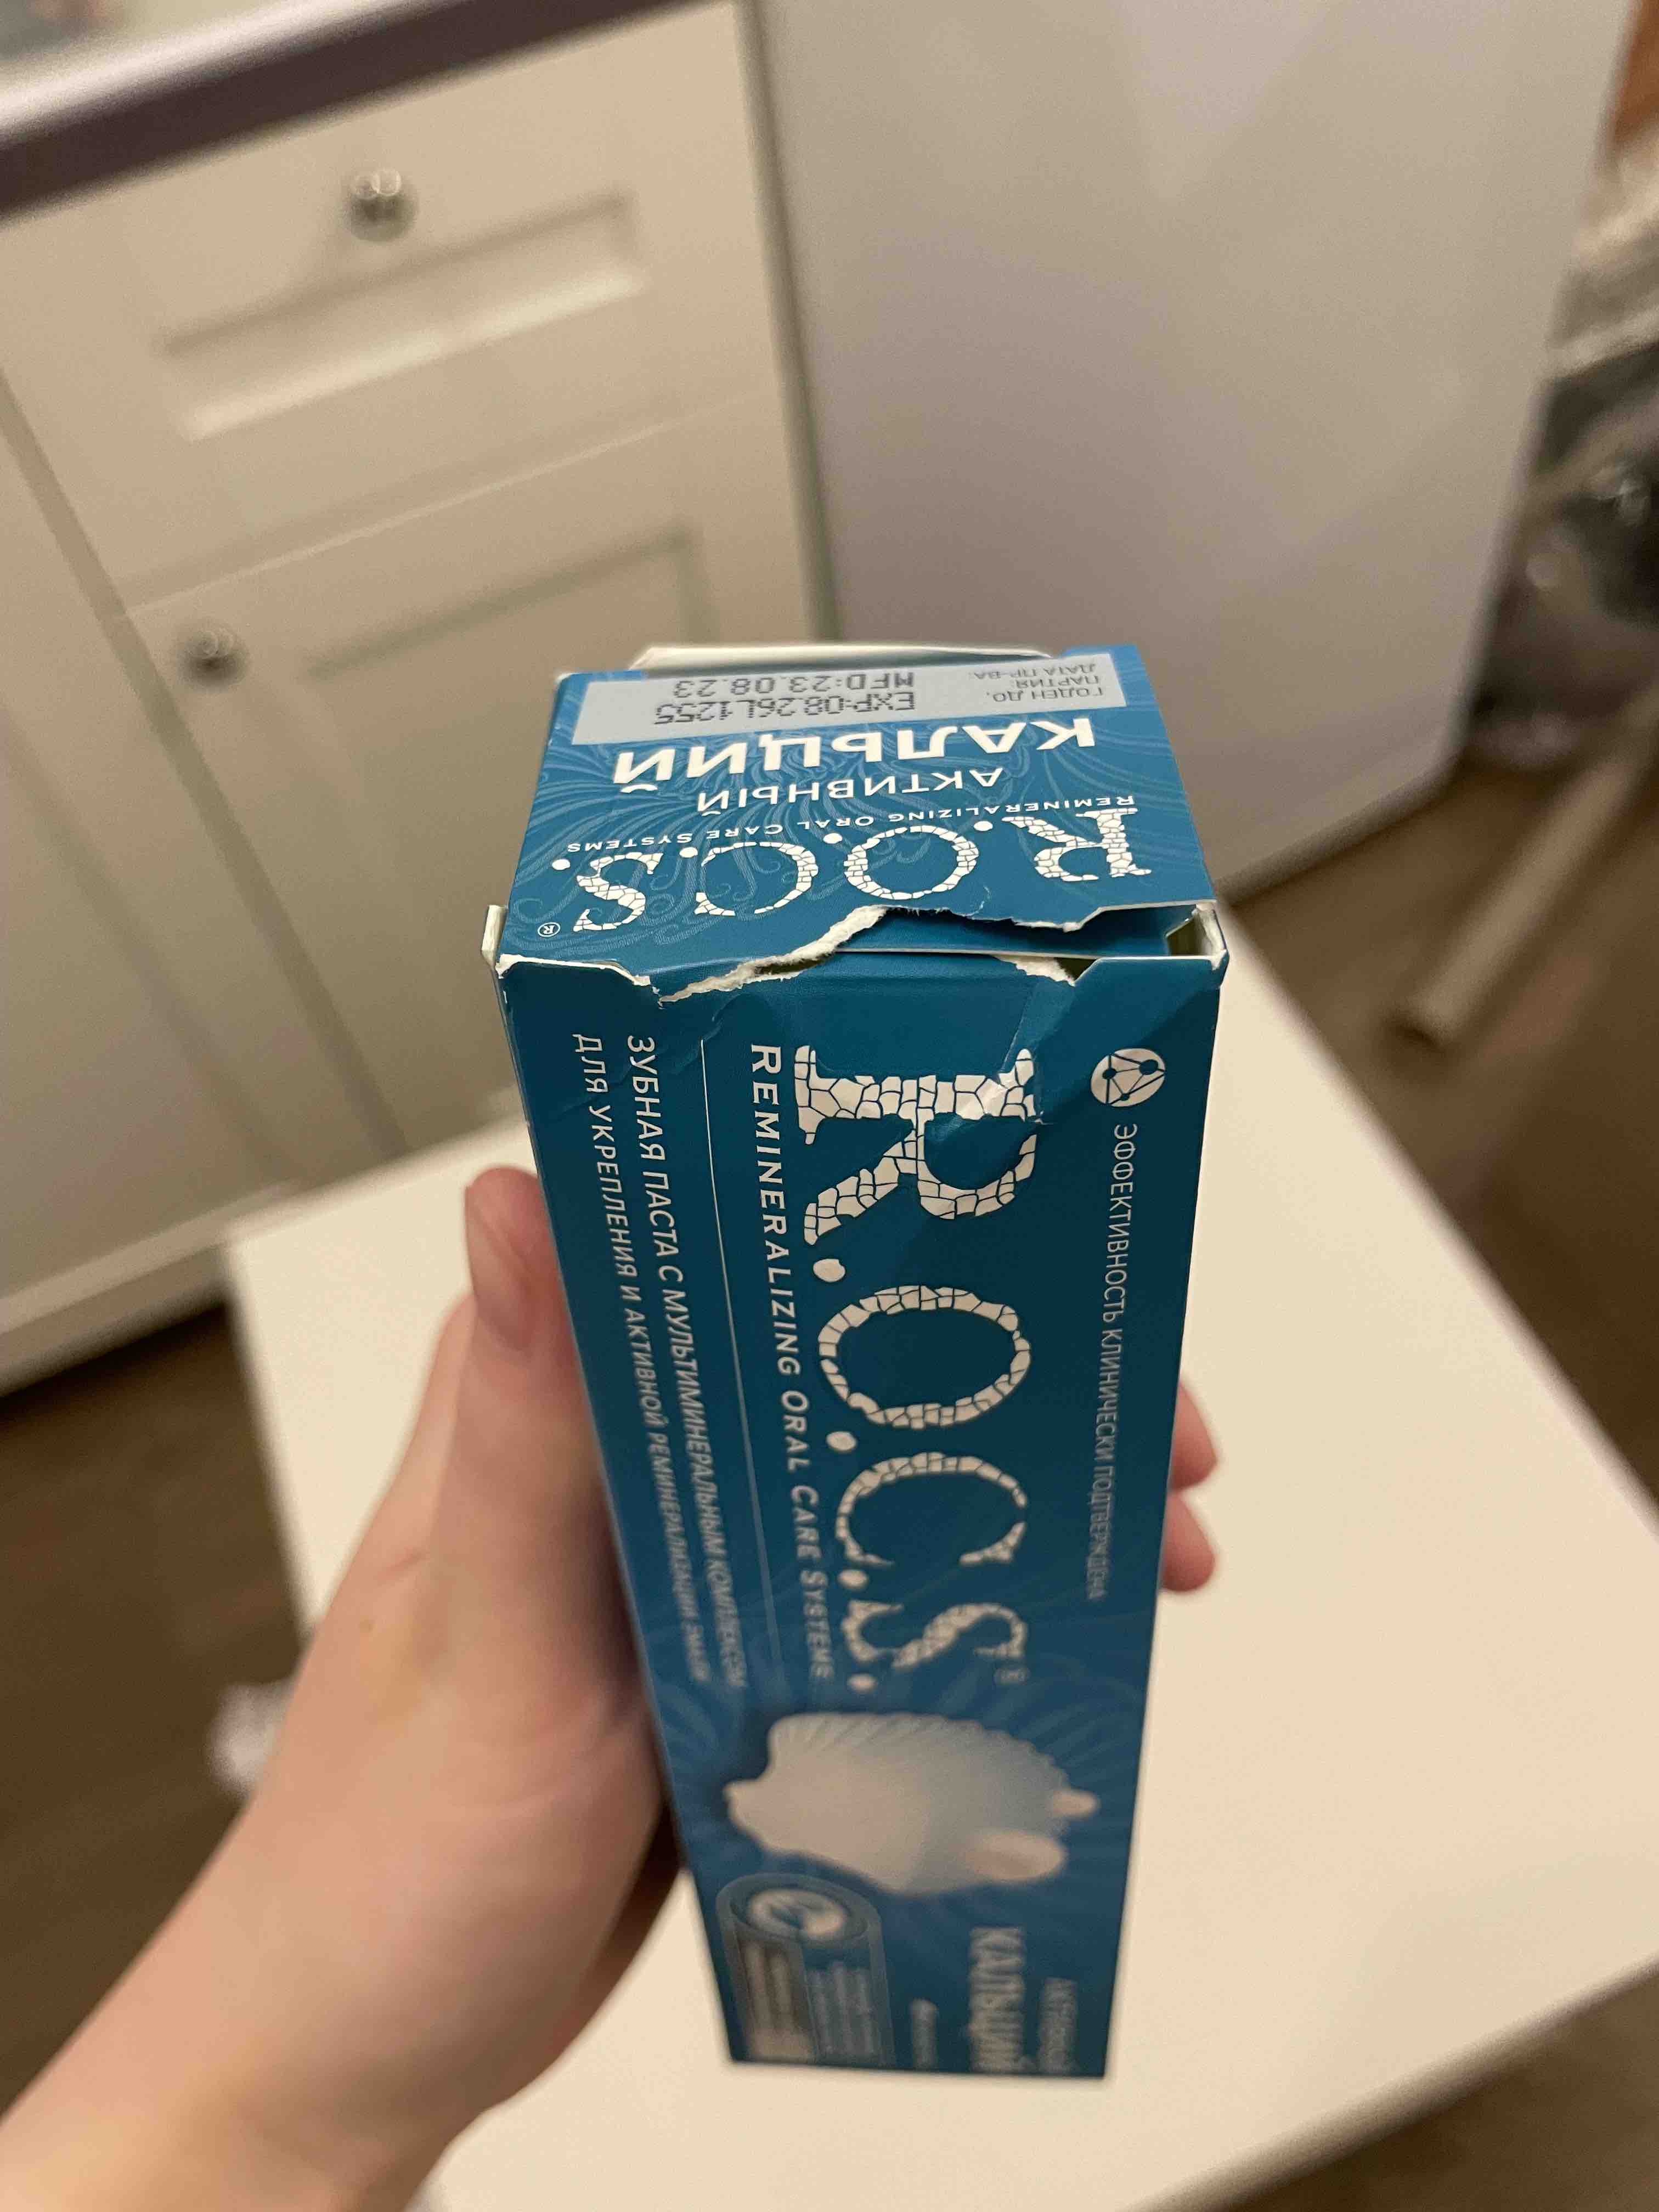 R.O.C.S.®
REMINERALIZING ORAL CARE SYSTEMS
АКТИВНЫЙ
КАЛЬЦИЙ
ГОДЕН ДО,
ПАРТИЯ:
ДАТА ПР-ВА:
EXP:08.26L1255
MFD:23.08.23
ЭФФЕКТИВНОСТЬ КЛИНИЧЕСКИ ПОДТВЕРЖДЕНА
R.O.C.S.®
REMINERALIZING ORAL CARE SYSTEMS
ЗУБНАЯ ПАСТА С МУЛЬТИМИНЕРАЛЬНЫМ КОМПЛЕКСОМ
ДЛЯ УКРЕПЛЕНИЯ И АКТИВНОЙ РЕМИНЕРАЛИЗАЦИИ ЭМАЛИ
АКТИВНЫЙ
КАЛЬЦИЙ